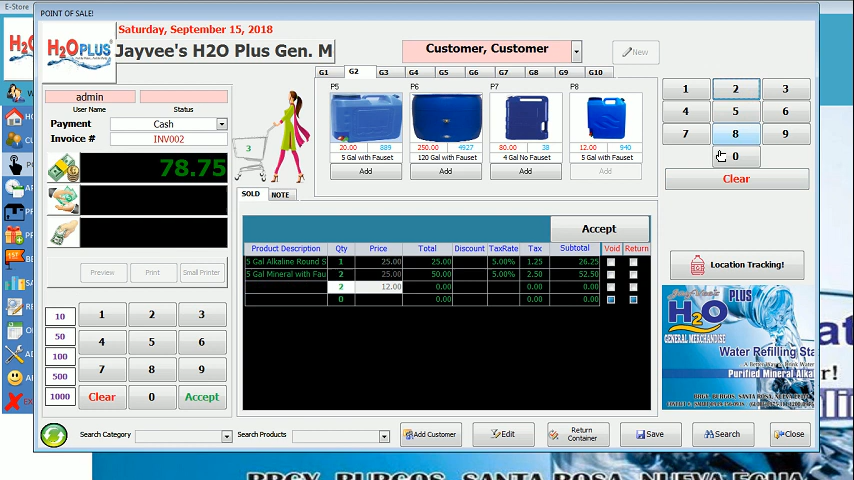 E-Store
POINT OF SALE!
Saturday, September 15, 2018
H2O PLUS
Jayvee's H2O Plus Gen. M
Customer, Customer
New
G1 G2 G3 G4 G5 G6 G7 G8 G9 G10
admin
User Name Status
Payment Cash
Invoice # INV002
78.75
3
P5 P6 P7 P8
20.00 889 250.00 4927 80.00 38 12.00 940
5 Gal with Fauset 120 Gal with Fauset 4 Gal No Fauset 5 Gal with Fauset
Add Add Add Add
1 2 3
4 5 6
7 8 9
0
Clear
SOLD NOTE
Accept
Product Description Qty Price Total Discount TaxRate Tax Subtotal Void Return
5 Gal Alkaline Round S 1 25.00 25.00 5.00% 1.25 26.25
5 Gal Mineral with Fau 2 25.00 50.00 5.00% 2.50 52.50
2 12.00 0.00 0.00 0.00
0 0.00 0.00 0.00
Preview Print Small Printer
Location Tracking!
10 50 100 500 1000
1 2 3
4 5 6
7 8 9
Clear 0 Accept
H2O PLUS
GENERAL MERCHANDISE
Water Refilling Sta
Purified Mineral Alka
BRGY. BURGOS, SANTA ROSA, NUEVA
Search Category Search Products
Add Customer Edit Return Container Save Search Close
BRGY. BURGOS, SANTA ROSA, NUEVA ECIJA